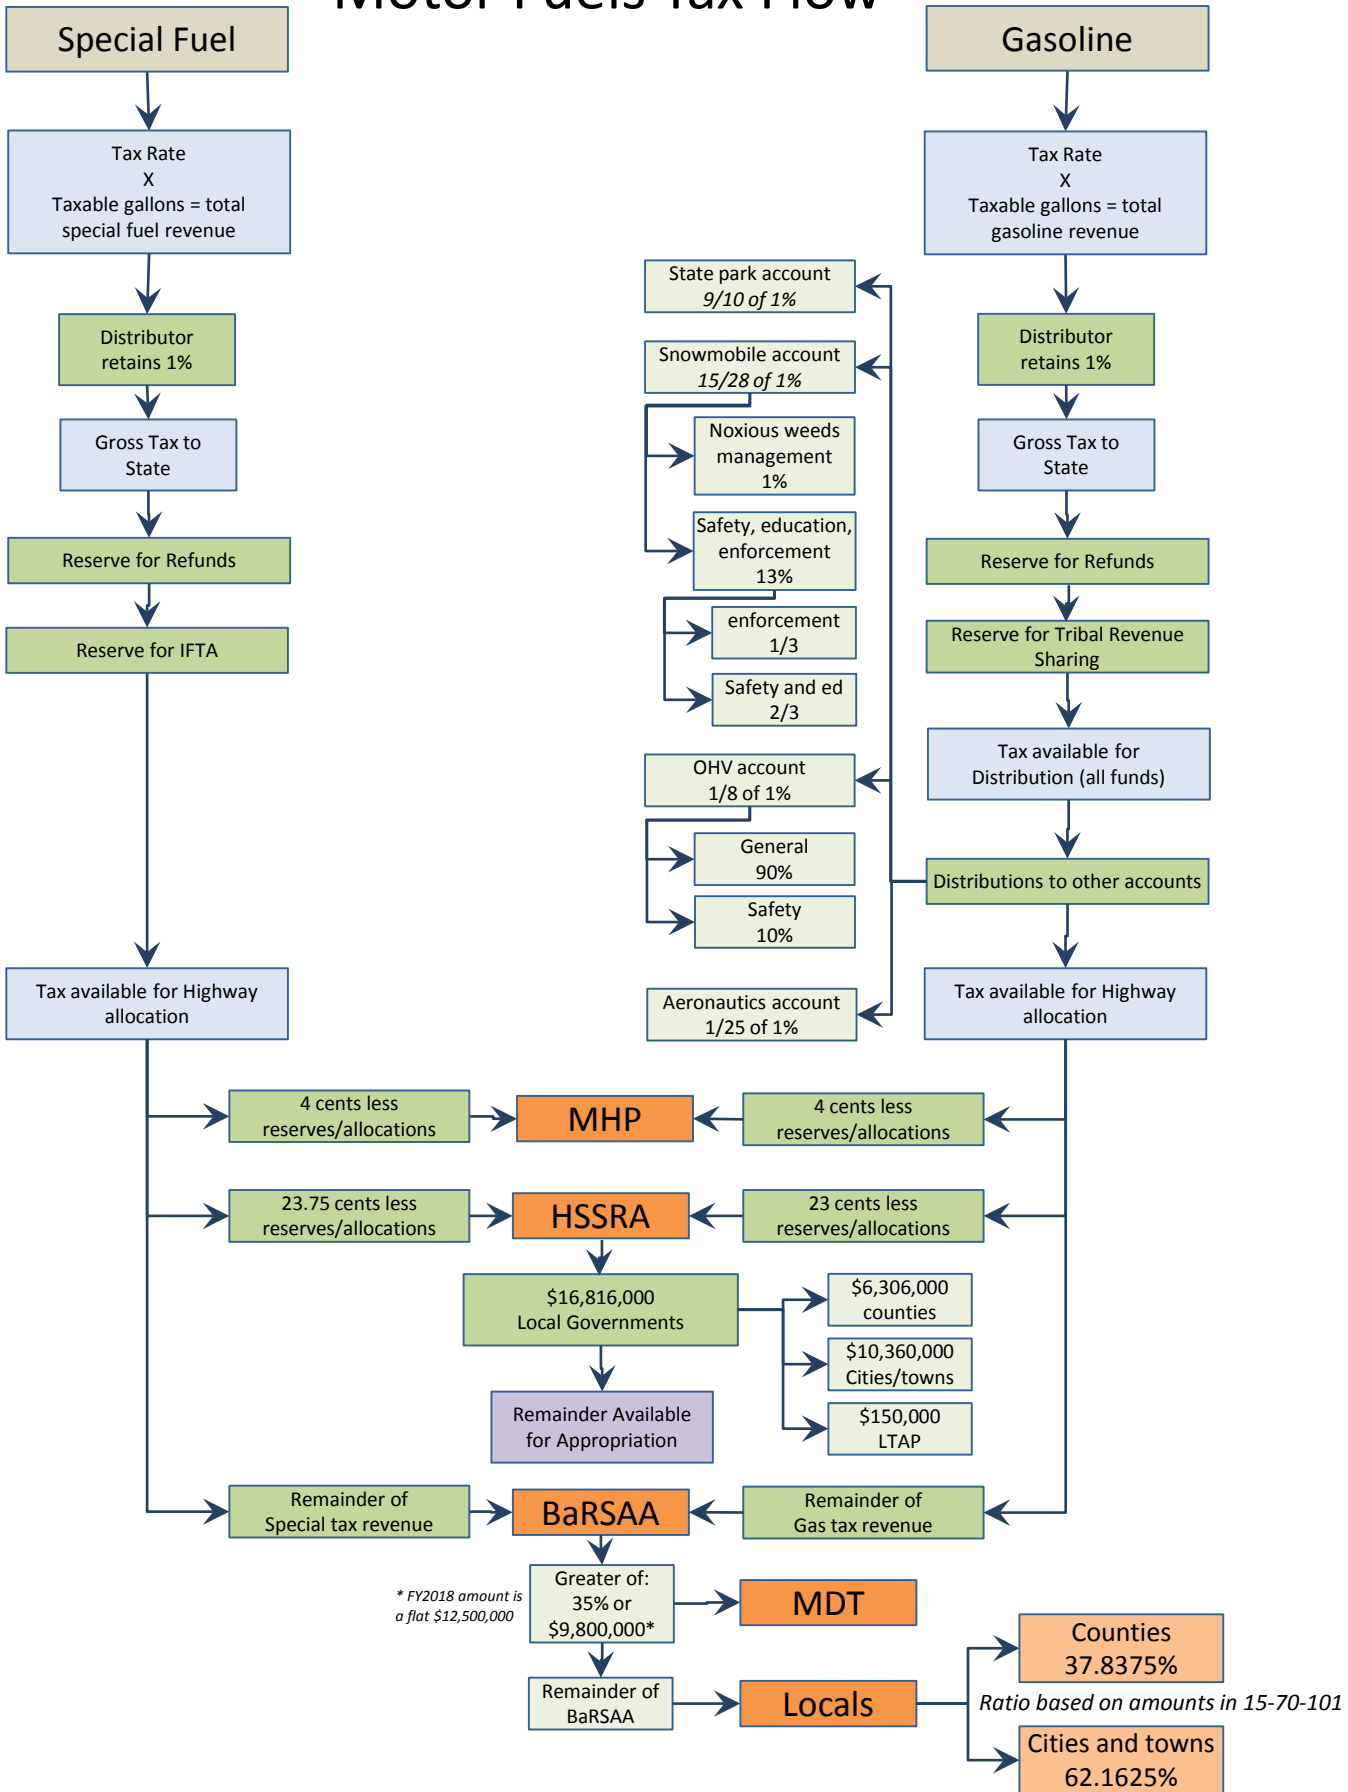 Motor Fuels Tax Flow
Special Fuel
Tax Rate
X
Taxable gallons = total
special fuel revenue
Distributor
retains 1%
Gross Tax to
State
Reserve for Refunds
Reserve for IFTA
Tax available for Highway
allocation
Gasoline
Tax Rate
X
Taxable gallons = total
gasoline revenue
Distributor
retains 1%
Gross Tax to
State
Reserve for Refunds
Reserve for Tribal Revenue
Sharing
Tax available for
Distribution (all funds)
Distributions to other accounts
State park account
9/10 of 1%
Snowmobile account
15/28 of 1%
Noxious weeds
management
1%
Safety, education,
enforcement
13%
enforcement
1/3
Safety and ed
2/3
OHV account
1/8 of 1%
General
90%
Safety
10%
Aeronautics account
1/25 of 1%
Tax available for Highway
allocation
4 cents less
reserves/allocations
MHP
4 cents less
reserves/allocations
23.75 cents less
reserves/allocations
HSSRA
23 cents less
reserves/allocations
$16,816,000
Local Governments
$6,306,000
counties
$10,360,000
Cities/towns
$150,000
LTAP
Remainder Available
for Appropriation
Remainder of
Special tax revenue
BaRSAA
Remainder of
Gas tax revenue
* FY2018 amount is
a flat $12,500,000
Greater of:
35% or
$9,800,000*
MDT
Remainder of
BaRSAA
Locals
Counties
37.8375%
Ratio based on amounts in 15-70-101
Cities and towns
62.1625%